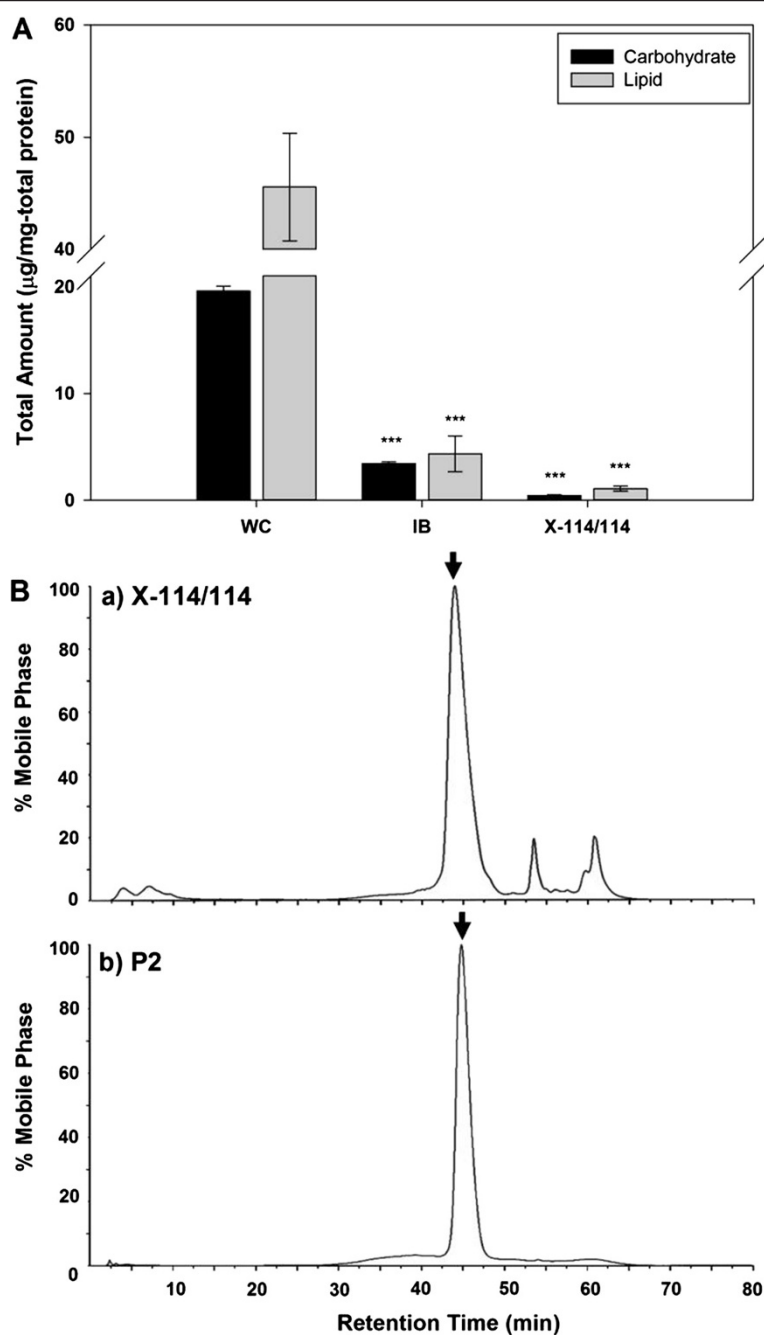 A
60
50
40
20
10
0
Total Amount (µg/mg-total protein)
Carbohydrate
Lipid
***
***
***
***
WC
IB
X-114/114
B
a) X-114/114
100
80
60
40
20
0
% Mobile Phase
b) P2
100
80
60
40
20
0
% Mobile Phase
10
20
30
40
50
60
70
80
Retention Time (min)